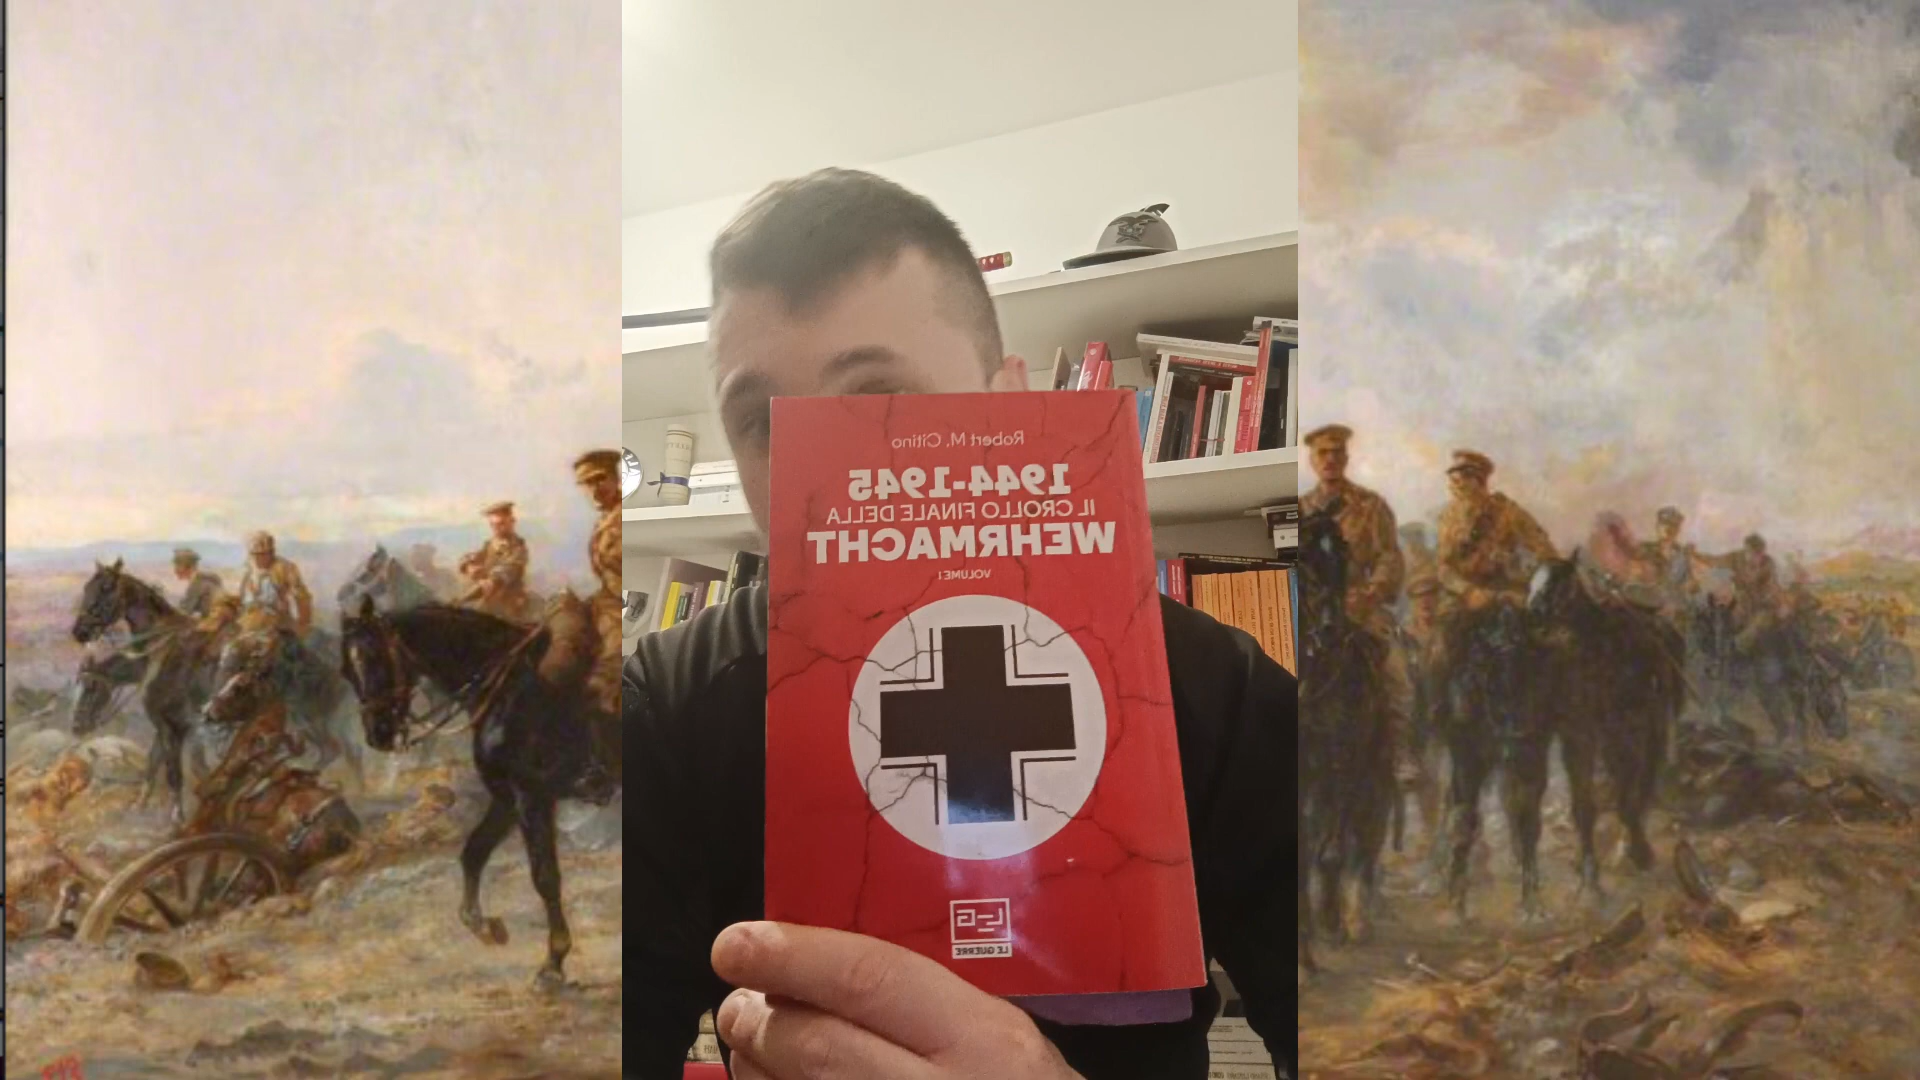 Robert M. Citino
1944-1945
IL CROLLO FINALE DELLA
WEHRMACHT
VOLUME I
L-G
LE GUERRE